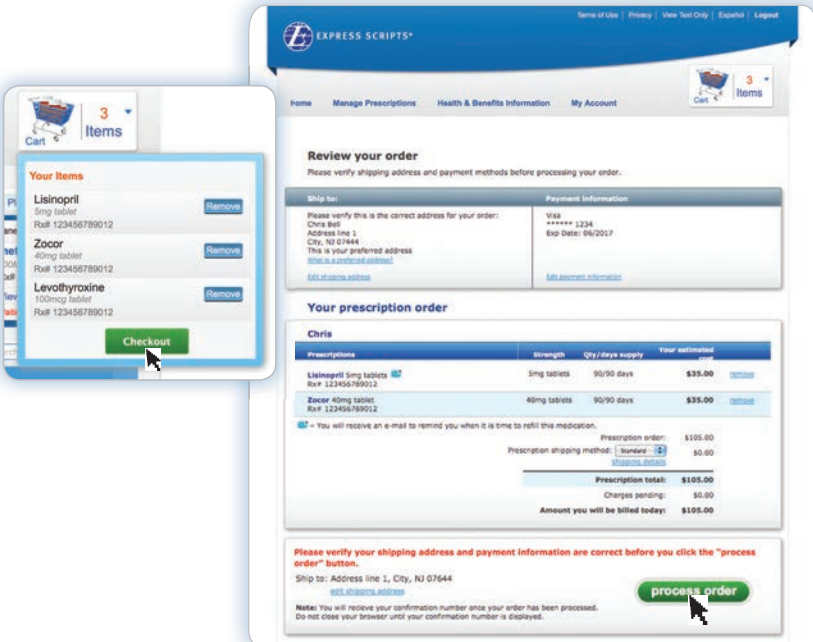 Terms of Use | Privacy | View Text Only | Español | Logout
EXPRESS SCRIPTS®
3
Items
Cart
Home Manage Prescriptions Health & Benefits Information My Account
3
Items
Cart
Your Items
Lisinopril
5mg tablet
Rx# 123456789012
Remove
Zocor
40mg tablet
Rx# 123456789012
Remove
Levothyroxine
100mcg tablet
Rx# 123456789012
Remove
Checkout
Review your order
Please verify shipping address and payment methods before processing your order.
Ship to: Payment information
Please verify this is the correct address for your order:
Chris Bell
Address line 1
City, NJ 07444
This is your preferred address
What is a preferred address?
Edit shipping address
Visa
****** 1234
Exp Date: 06/2017
Edit payment information
Your prescription order
Chris
Prescriptions Strength Qty/days supply Your estimated cost
Lisinopril 5mg tablets 5mg tablets 90/90 days $35.00 remove
Rx# 123456789012
Zocor 40mg tablet 40mg tablets 90/90 days $35.00 remove
Rx# 123456789012
= You will receive an e-mail to remind you when it is time to refill this medication.
Prescription order: $105.00
Prescription shipping method: Standard $0.00
shipping details
Prescription total: $105.00
Charges pending: $0.00
Amount you will be billed today: $105.00
Please verify your shipping address and payment information are correct before you click the "process
order" button.
Ship to: Address line 1, City, NJ 07644
edit shipping address
process order
Note: You will recieve your confirmation number once your order has been processed.
Do not close your browser until your confirmation number is displayed.